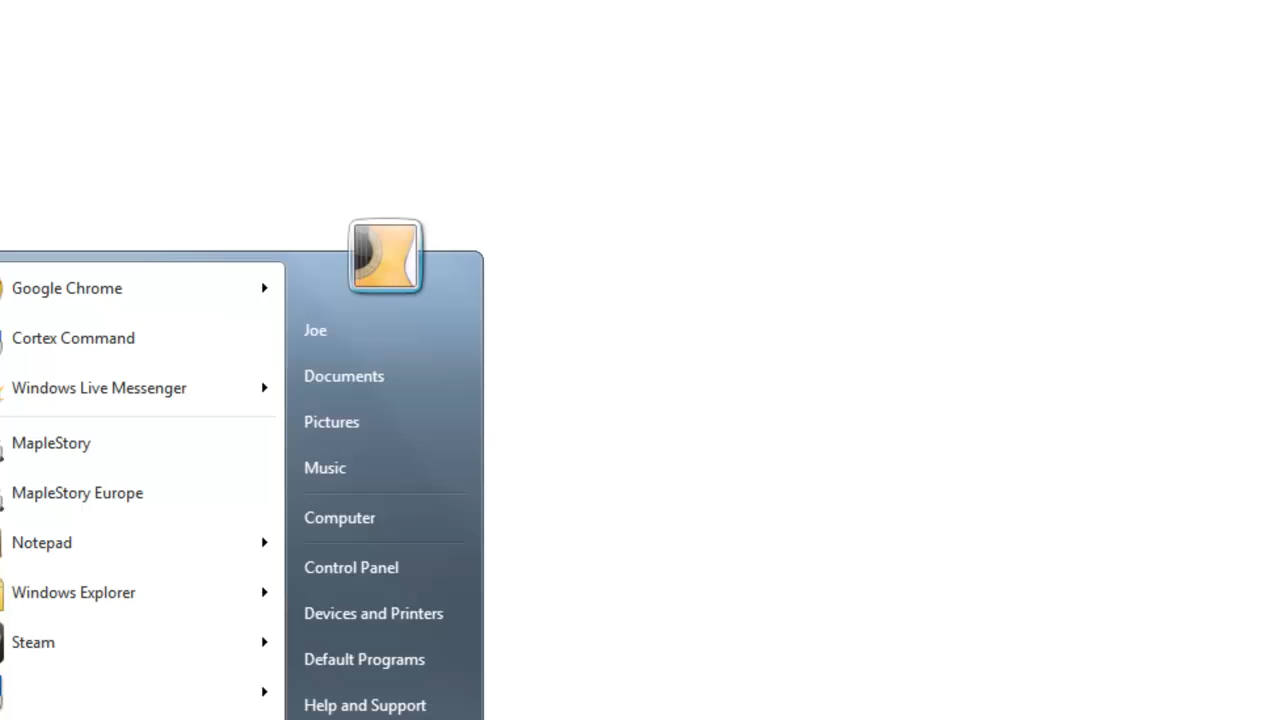 Google Chrome
Cortex Command
Windows Live Messenger
MapleStory
MapleStory Europe
Notepad
Windows Explorer
Steam
Joe
Documents
Pictures
Music
Computer
Control Panel
Devices and Printers
Default Programs
Help and Support